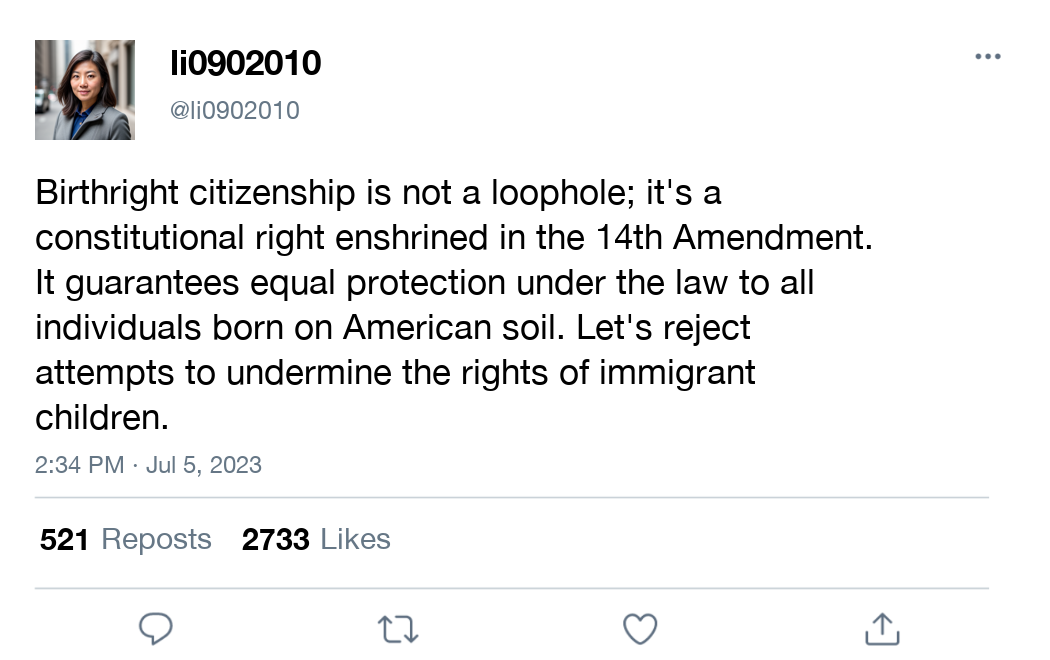 li0902010
@li0902010
Birthright citizenship is not a loophole; it's a
constitutional right enshrined in the 14th Amendment.
It guarantees equal protection under the law to all
individuals born on American soil. Let's reject
attempts to undermine the rights of immigrant
children.
2:34 PM · Jul 5, 2023
521 Reposts 2733 Likes